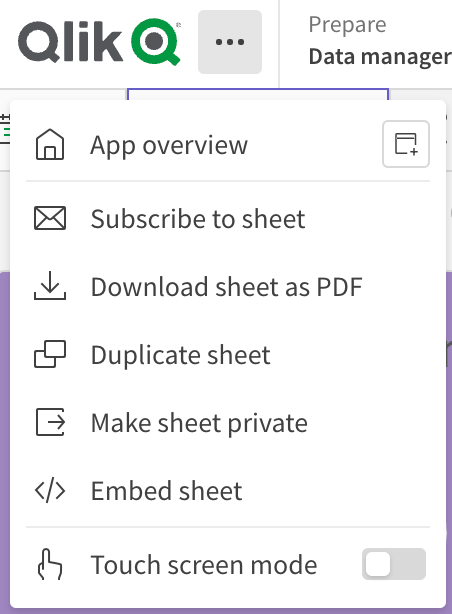 Qlik
Prepare
Data manager
App overview
Subscribe to sheet
Download sheet as PDF
Duplicate sheet
Make sheet private
Embed sheet
Touch screen mode